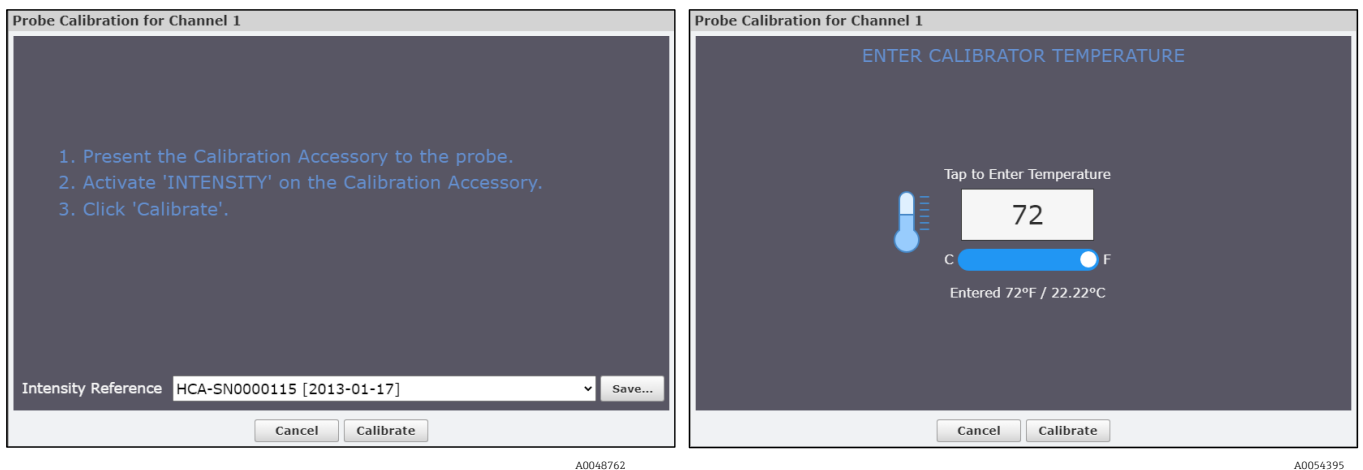 Probe Calibration for Channel 1
1. Present the Calibration Accessory to the probe.
2. Activate 'INTENSITY' on the Calibration Accessory.
3. Click 'Calibrate'.
Intensity Reference HCA-SN0000115 [2013-01-17] Save...
Cancel Calibrate
A0048762
Probe Calibration for Channel 1
ENTER CALIBRATOR TEMPERATURE
Tap to Enter Temperature
72
C F
Entered 72ºF / 22.22ºC
Cancel Calibrate
A0054395